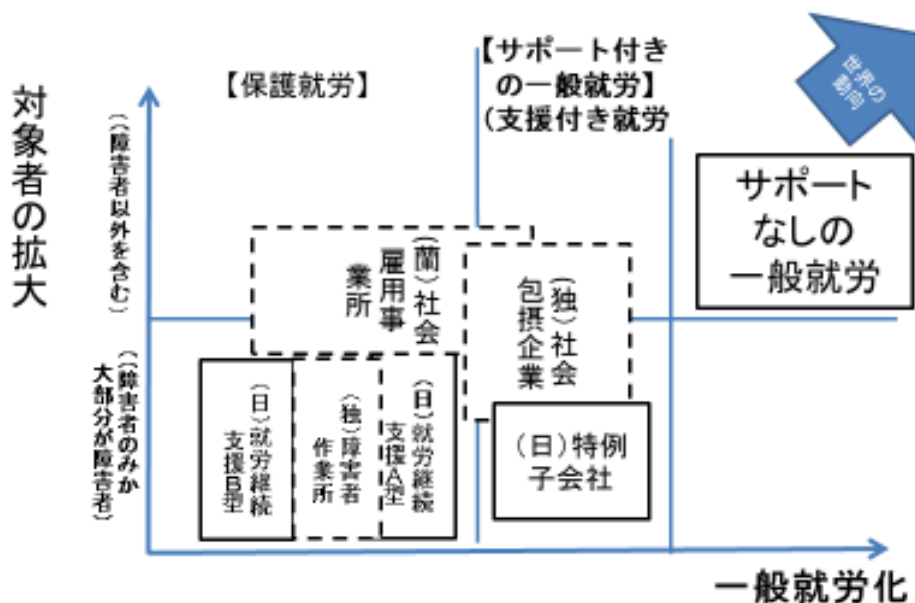 対象者の拡大
(（障害者以外を含む）
(（障害者のみか
大部分が障害者）
【保護就労】
【サポート付き
の一般就労】
（支援付き就労
世界の
動向
サポート
なしの
一般就労
（蘭）社会
雇用事
業所
（独）社会
包摂企業
（日）就労継続
支援B型
（独）障害者
作業所
（日）就労継続
支援A型
（日）特例
子会社
一般就労化